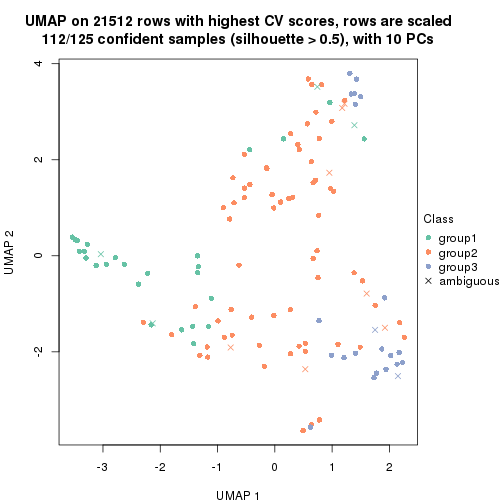 UMAP on 21512 rows with highest CV scores, rows are scaled
112/125 confident samples (silhouette > 0.5), with 10 PCs
4
2
0
-2
UMAP 2
-3
-2
-1
0
1
2
UMAP 1
Class
group1
group2
group3
ambiguous